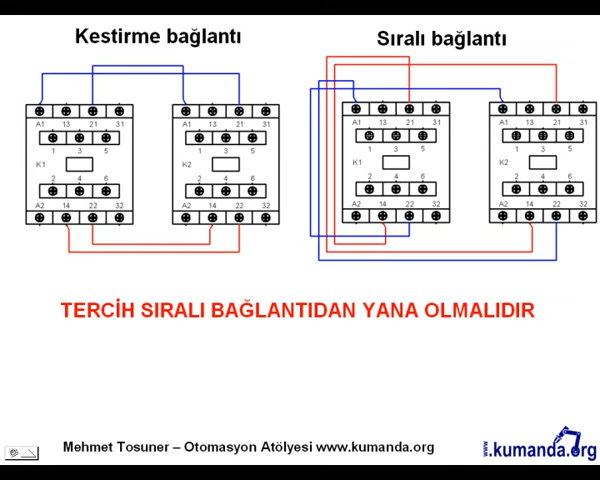 Kestirme bağlantı
Sıralı bağlantı
A1 13 21 31
A1 13 21 31
A1 13 21 31
A1 13 21 31
1 3 5
1 3 5
1 3 5
1 3 5
K1
K2
K1
K2
2 4 6
2 4 6
2 4 6
2 4 6
A2 14 22 32
A2 14 22 32
A2 14 22 32
A2 14 22 32
TERCİH SIRALI BAĞLANTIDAN YANA OLMALIDIR
Mehmet Tosuner – Otomasyon Atölyesi www.kumanda.org
www.kumanda.org